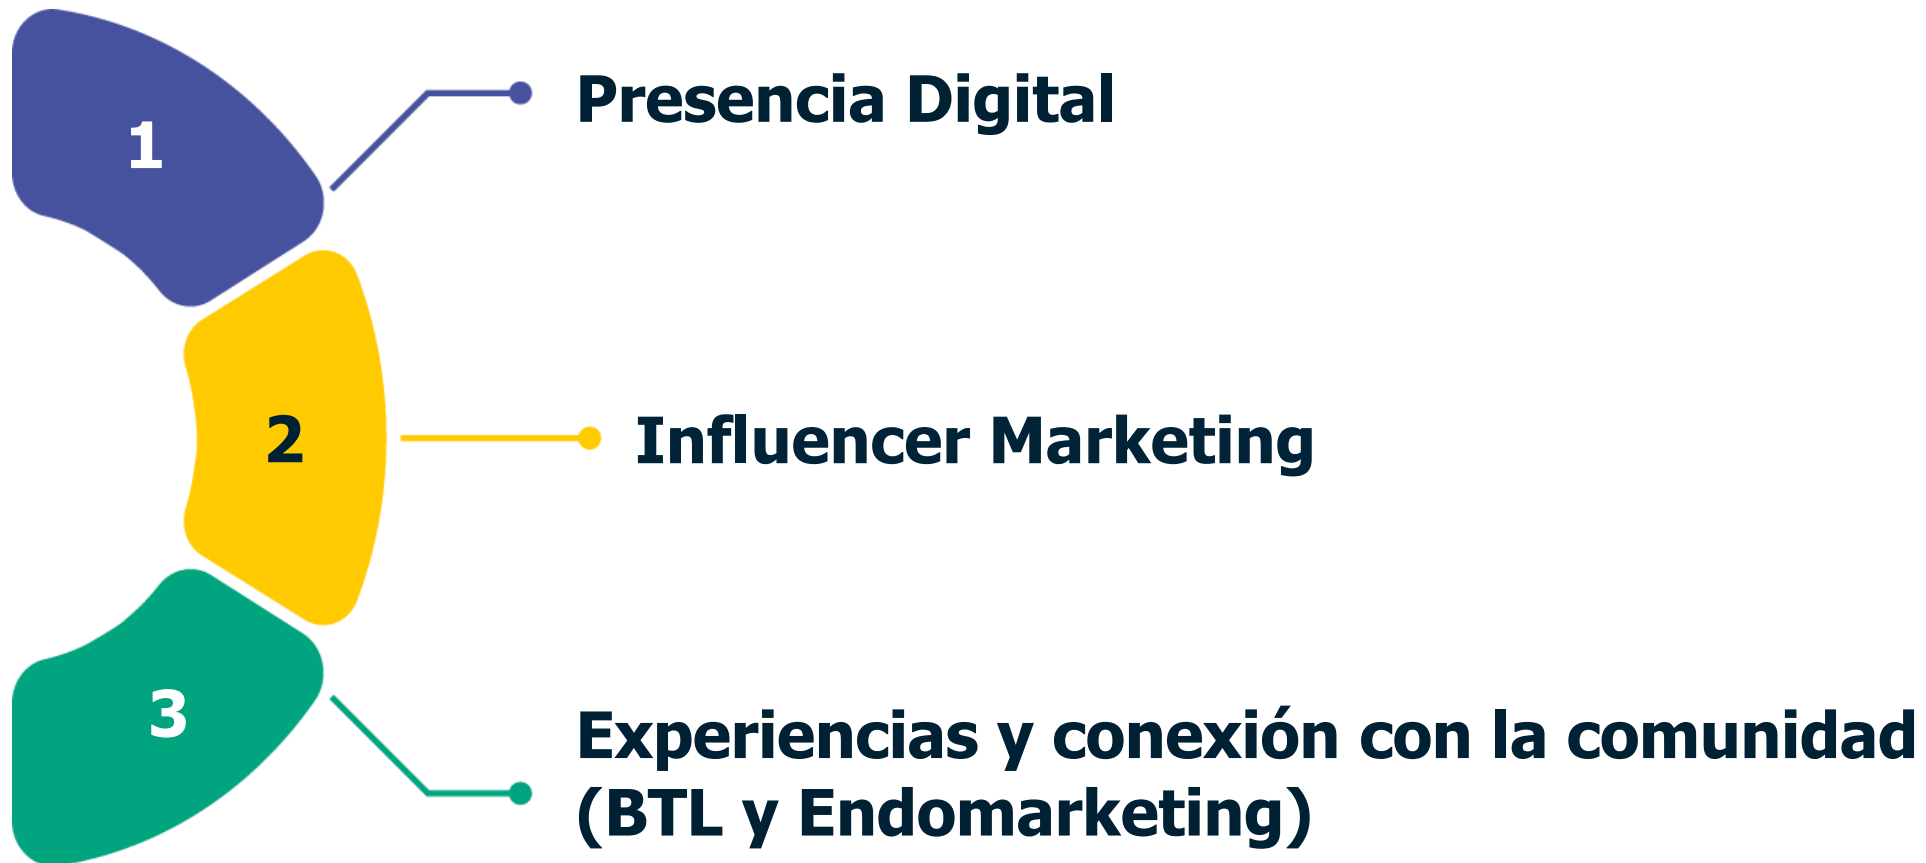 1
Presencia Digital
2
Influencer Marketing
3
Experiencias y conexión con la comunidad
(BTL y Endomarketing)